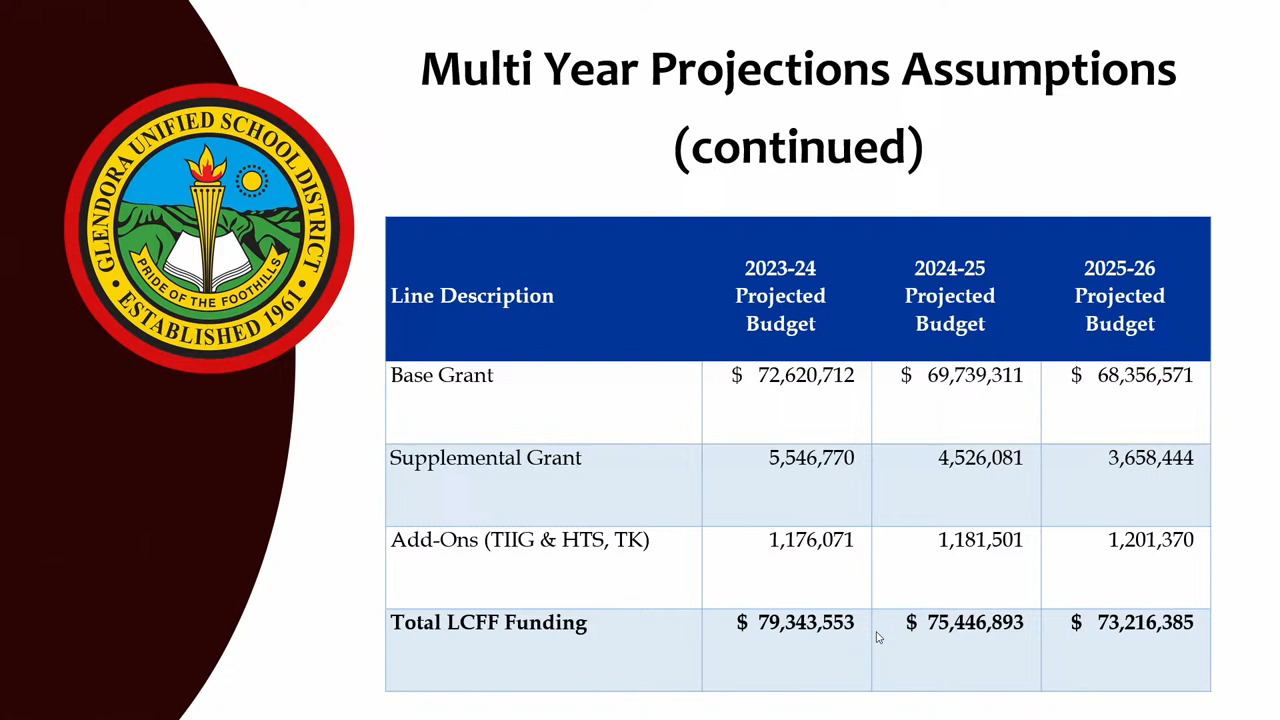 Multi Year Projections Assumptions
(continued)
GLENDORA UNIFIED SCHOOL DISTRICT
PRIDE OF THE FOOTHILLS
• ESTABLISHED 1961 •
Line Description 2023-24 Projected Budget 2024-25 Projected Budget 2025-26 Projected Budget
Base Grant $ 72,620,712 $ 69,739,311 $ 68,356,571
Supplemental Grant 5,546,770 4,526,081 3,658,444
Add-Ons (TIIG & HTS, TK) 1,176,071 1,181,501 1,201,370
Total LCFF Funding $ 79,343,553 $ 75,446,893 $ 73,216,385